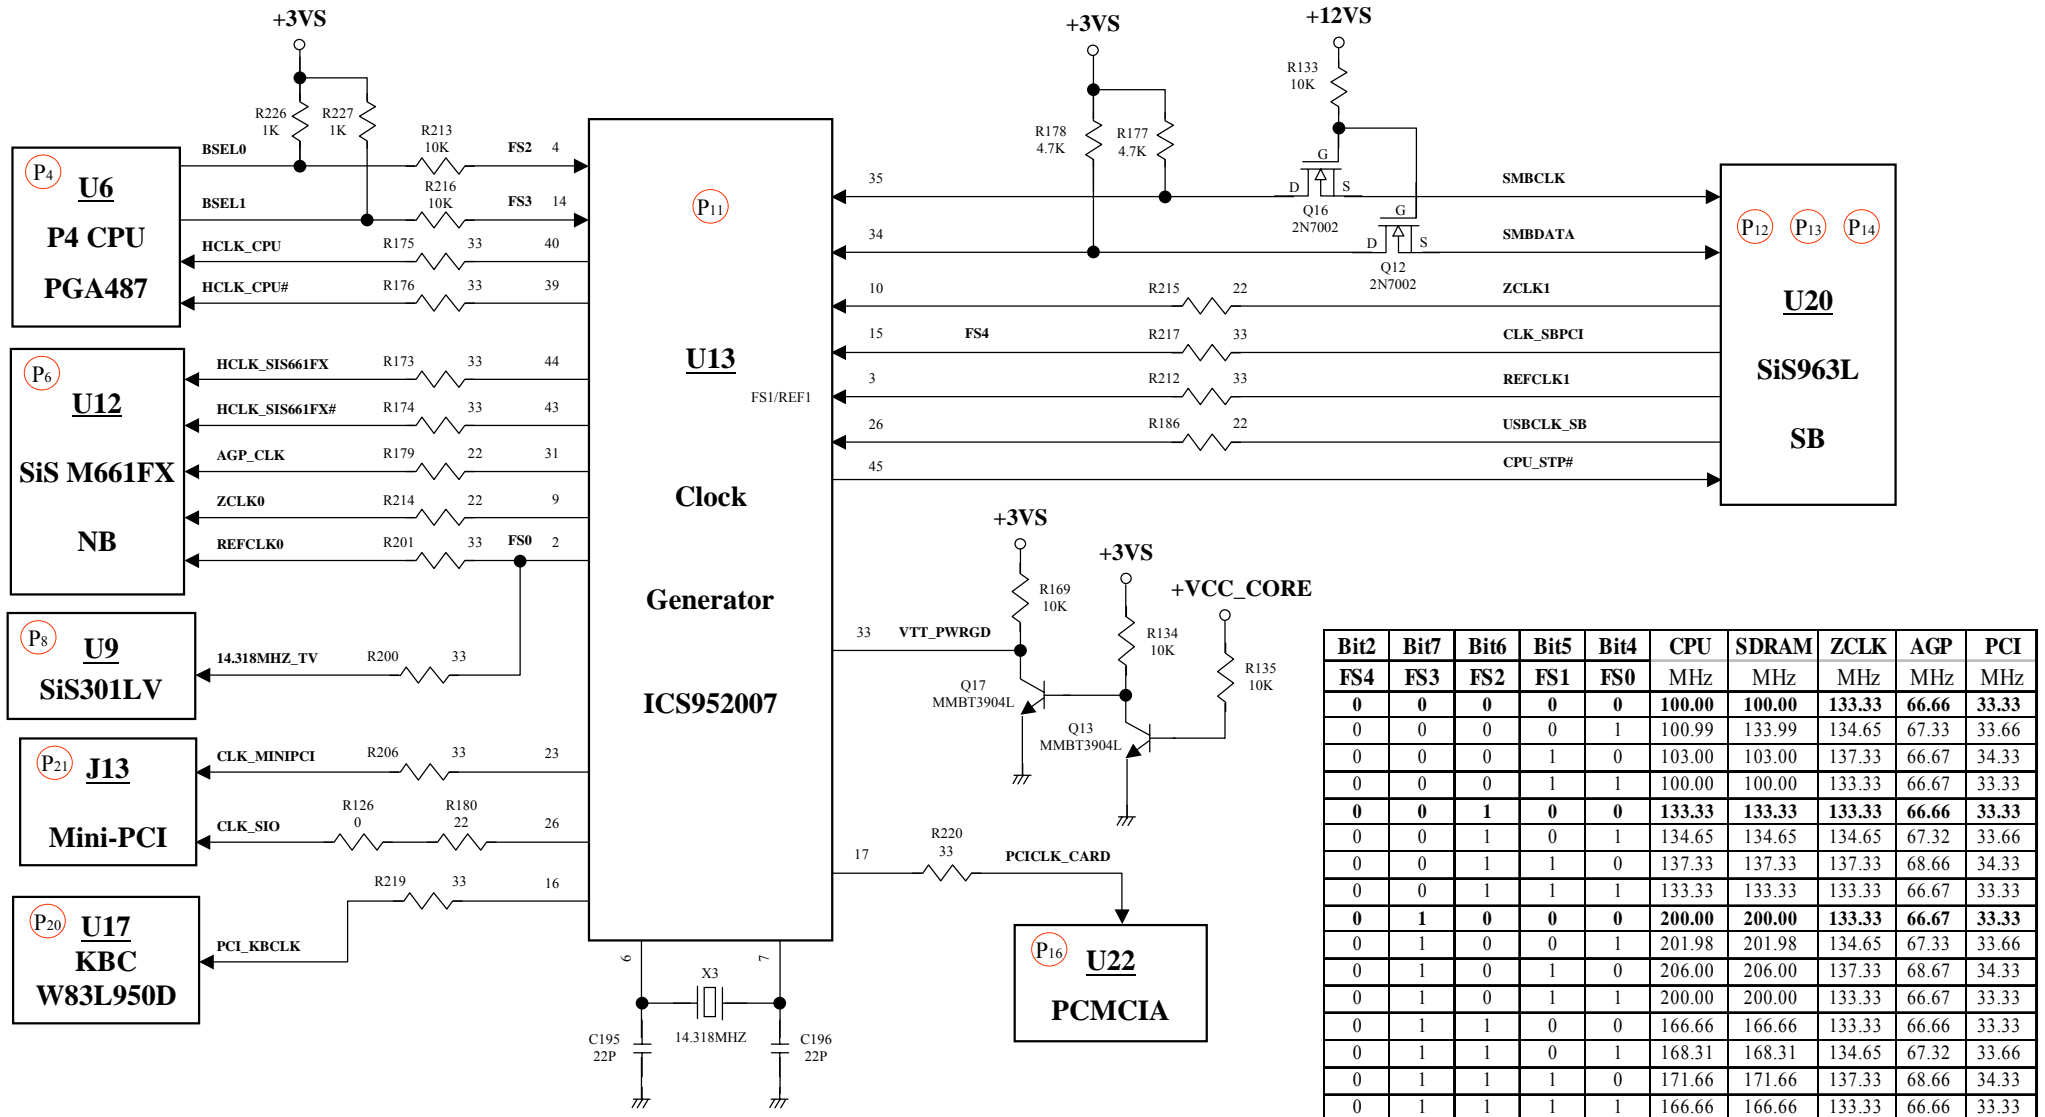 +3VS
R226
1K
R227
1K
BSEL0
R213
10K
FS2 4
BSEL1
R216
10K
FS3 14
P4
U6
P4 CPU
PGA487
HCLK_CPU R175 33 40
HCLK_CPU# R176 33 39
P6
U12
SiS M661FX
NB
HCLK_SIS661FX R173 33 44
HCLK_SIS661FX# R174 33 43
AGP_CLK R179 22 31
ZCLK0 R214 22 9
REFCLK0 R201 33 FS0 2
P8
U9
SiS301LV
14.318MHZ_TV R200 33
P21
J13
Mini-PCI
CLK_MINIPCI R206 33 23
CLK_SIO R126 0 R180 22 26
P20
U17
KBC
W83L950D
PCI_KBCLK R219 33 16
P11
U13
FS1/REF1
Clock
Generator
ICS952007
6
7
X3
14.318MHZ
C195
22P
C196
22P
+3VS
R178
4.7K
R177
4.7K
+12VS
R133
10K
35
D G S
Q16
2N7002
SMBCLK
34
D G S
Q12
2N7002
SMBDATA
10 R215 22 ZCLK1
15 FS4 R217 33 CLK_SBPCI
3 R212 33 REFCLK1
26 R186 22 USBCLK_SB
45 CPU_STP#
P12 P13 P14
U20
SiS963L
SB
+3VS
R169
10K
+3VS
R134
10K
+VCC_CORE
R135
10K
33 VTT_PWRGD
Q17
MMBT3904L
Q13
MMBT3904L
17 R220 33 PCICLK_CARD
P16
U22
PCMCIA
Bit2 Bit7 Bit6 Bit5 Bit4 CPU SDRAM ZCLK AGP PCI
FS4 FS3 FS2 FS1 FS0 MHz MHz MHz MHz MHz
0 0 0 0 0 100.00 100.00 133.33 66.66 33.33
0 0 0 0 1 100.99 133.99 134.65 67.33 33.66
0 0 0 1 0 103.00 103.00 137.33 66.67 34.33
0 0 0 1 1 100.00 100.00 133.33 66.67 33.33
0 0 1 0 0 133.33 133.33 133.33 66.66 33.33
0 0 1 0 1 134.65 134.65 134.65 67.32 33.66
0 0 1 1 0 137.33 137.33 137.33 68.66 34.33
0 0 1 1 1 133.33 133.33 133.33 66.67 33.33
0 1 0 0 0 200.00 200.00 133.33 66.67 33.33
0 1 0 0 1 201.98 201.98 134.65 67.33 33.66
0 1 0 1 0 206.00 206.00 137.33 68.67 34.33
0 1 0 1 1 200.00 200.00 133.33 66.67 33.33
0 1 1 0 0 166.66 166.66 133.33 66.66 33.33
0 1 1 0 1 168.31 168.31 134.65 67.32 33.66
0 1 1 1 0 171.66 171.66 137.33 68.66 34.33
0 1 1 1 1 166.66 166.66 133.33 66.66 33.33